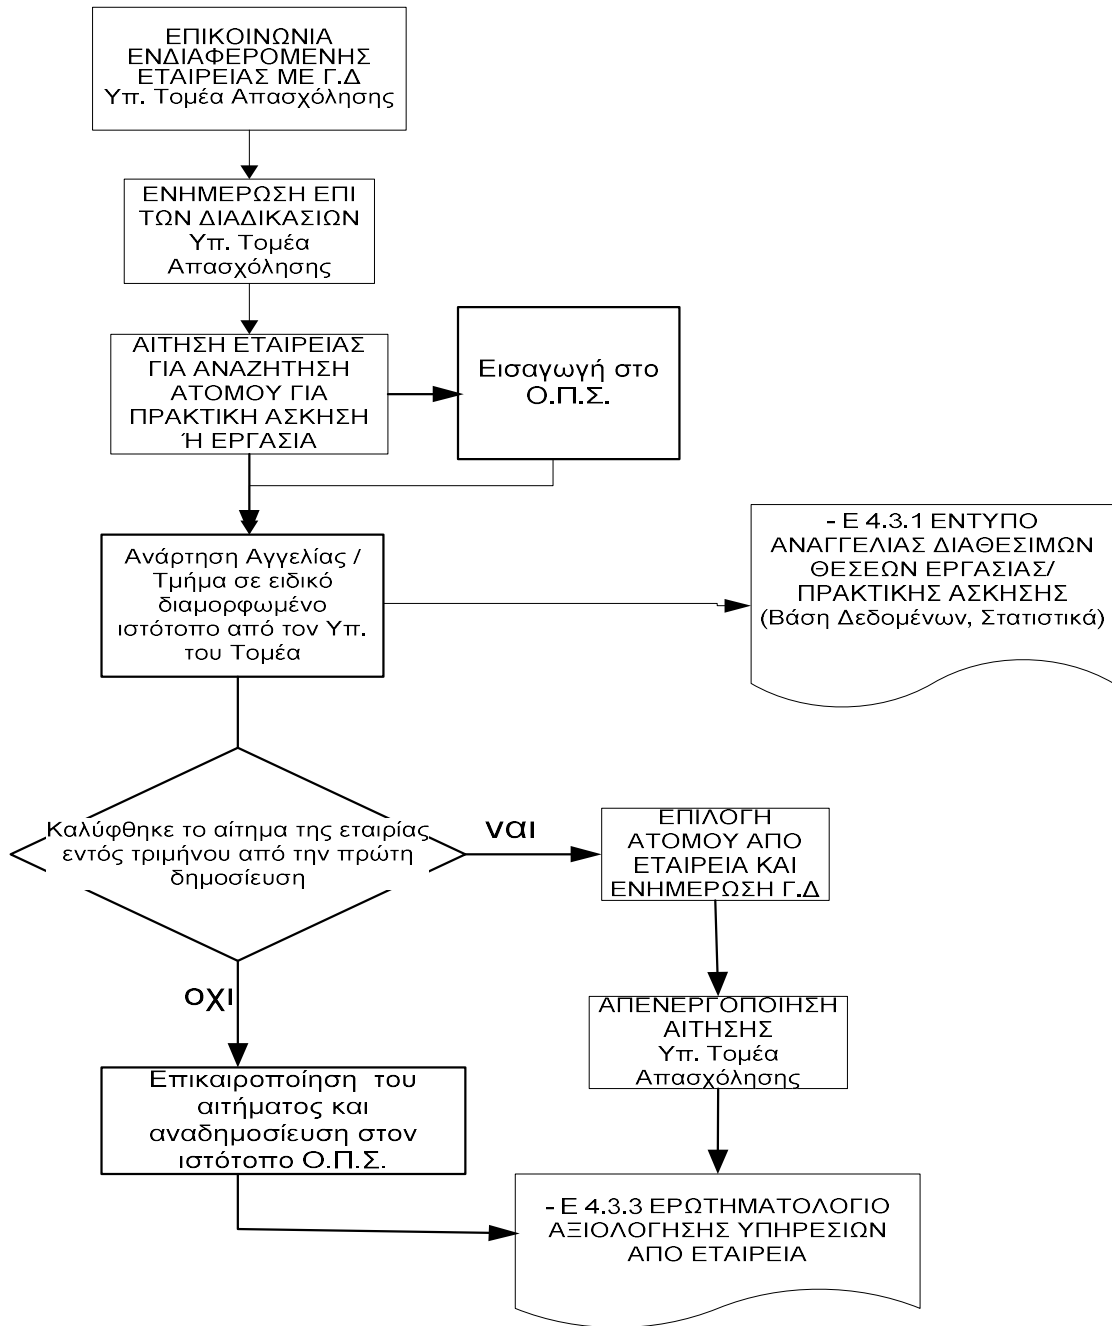 ΕΠΙΚΟΙΝΩΝΙΑ
ΕΝΔΙΑΦΕΡΟΜΕΝΗΣ
ΕΤΑΙΡΕΙΑΣ ΜΕ Γ.Δ
Υπ. Τομέα Απασχόλησης
ΕΝΗΜΕΡΩΣΗ ΕΠΙ
ΤΩΝ ΔΙΑΔΙΚΑΣΙΩΝ
Υπ. Τομέα
Απασχόλησης
ΑΙΤΗΣΗ ΕΤΑΙΡΕΙΑΣ
ΓΙΑ ΑΝΑΖΗΤΗΣΗ
ΑΤΟΜΟΥ ΓΙΑ
ΠΡΑΚΤΙΚΗ ΑΣΚΗΣΗ
Ή ΕΡΓΑΣΙΑ
Εισαγωγή στο
Ο.Π.Σ.
Ανάρτηση Αγγελίας /
Τμήμα σε ειδικό
διαμορφωμένο
ιστότοπο από τον Υπ.
του Τομέα
- Ε 4.3.1 ΕΝΤΥΠΟ
ΑΝΑΓΓΕΛΙΑΣ ΔΙΑΘΕΣΙΜΩΝ
ΘΕΣΕΩΝ ΕΡΓΑΣΙΑΣ/
ΠΡΑΚΤΙΚΗΣ ΑΣΚΗΣΗΣ
(Βάση Δεδομένων, Στατιστικά)
Καλύφθηκε το αίτημα της εταιρίας
εντός τριμήνου από την πρώτη
δημοσίευση
ναι
ΕΠΙΛΟΓΗ
ΑΤΟΜΟΥ ΑΠΟ
ΕΤΑΙΡΕΙΑ ΚΑΙ
ΕΝΗΜΕΡΩΣΗ Γ.Δ
οχι
ΑΠΕΝΕΡΓΟΠΟΙΗΣΗ
ΑΙΤΗΣΗΣ
Υπ. Τομέα
Απασχόλησης
Επικαιροποίηση του
αιτήματος και
αναδημοσίευση στον
ιστότοπο Ο.Π.Σ.
- Ε 4.3.3 ΕΡΩΤΗΜΑΤΟΛΟΓΙΟ
ΑΞΙΟΛΟΓΗΣΗΣ ΥΠΗΡΕΣΙΩΝ
ΑΠΟ ΕΤΑΙΡΕΙΑ